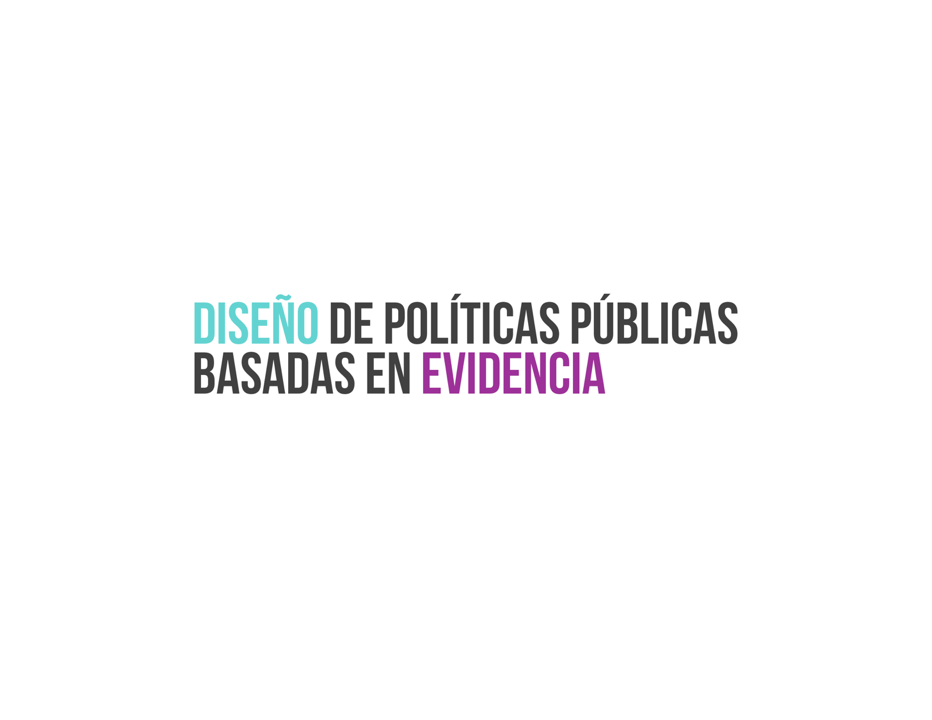 DISEÑO DE POLÍTICAS PÚBLICAS
BASADAS EN EVIDENCIA